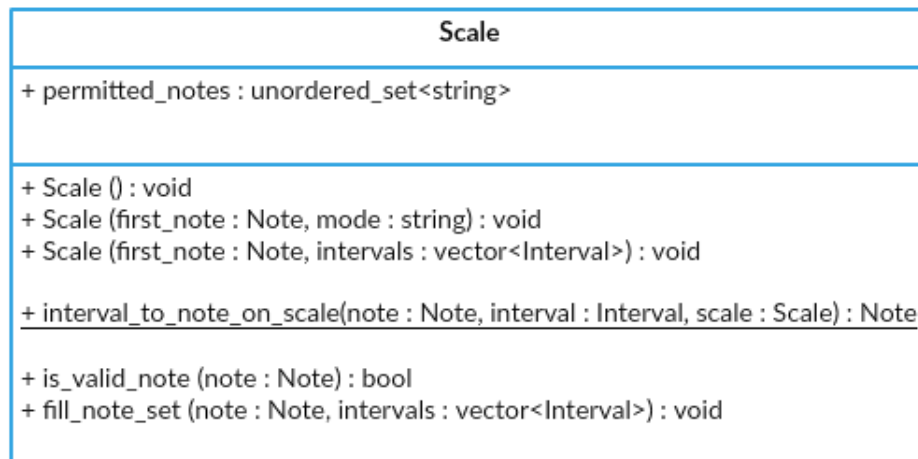 Scale
+ permitted_notes : unordered_set<string>
+ Scale () : void
+ Scale (first_note : Note, mode : string) : void
+ Scale (first_note : Note, intervals : vector<Interval>) : void
+ interval_to_note_on_scale(note : Note, interval : Interval, scale : Scale) : Note
+ is_valid_note (note : Note) : bool
+ fill_note_set (note : Note, intervals : vector<Interval>) : void